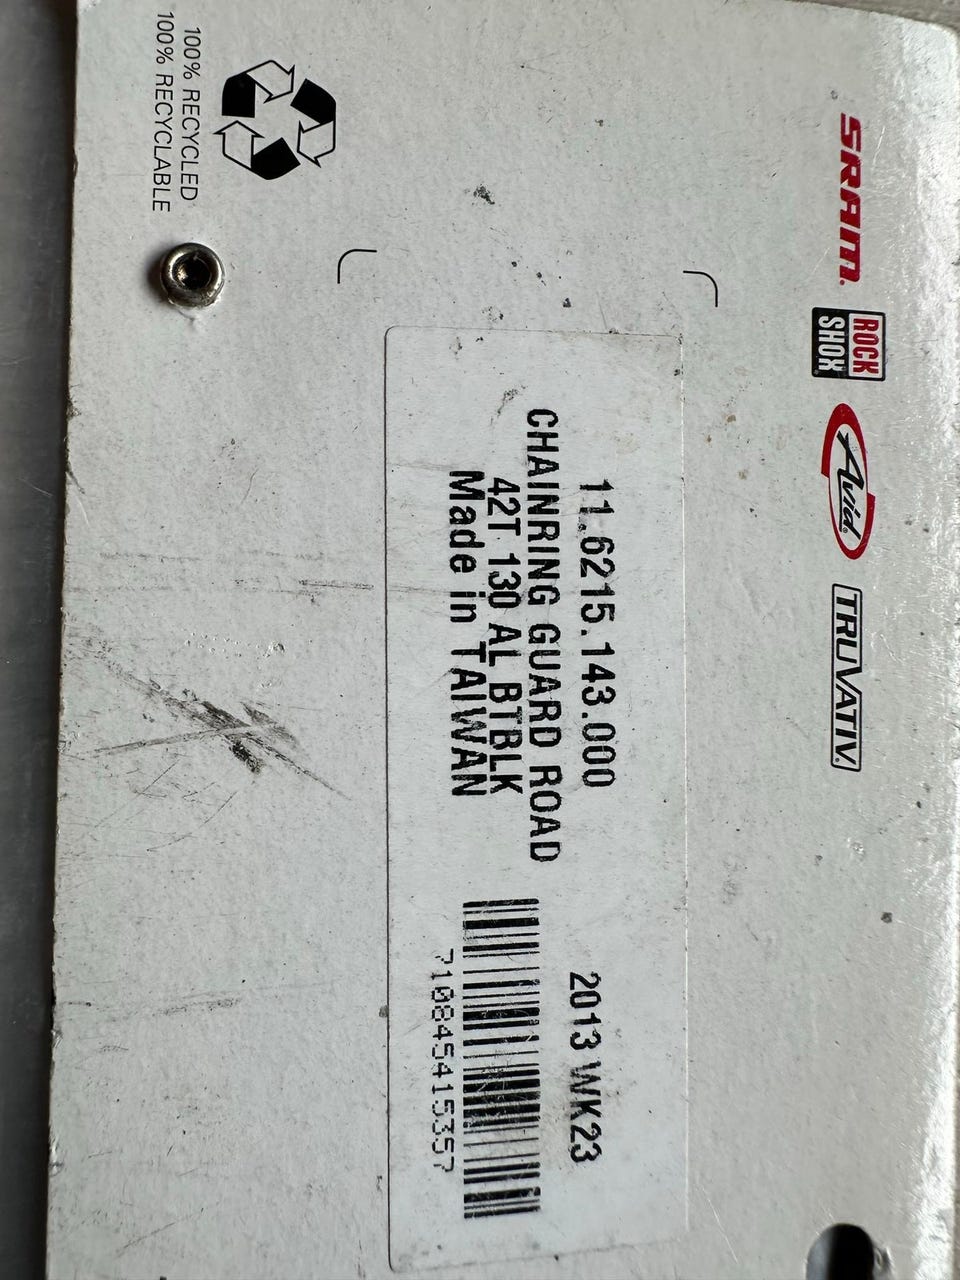 SRAM
ROCK
SHOX
Avid
TRUVATIV
11.6215.143.000
CHAINRING GUARD ROAD
42T 130 AL BTBLK
Made in TAIWAN
2013 WK23
710845415357
100% RECYCLED
100% RECYCLABLE